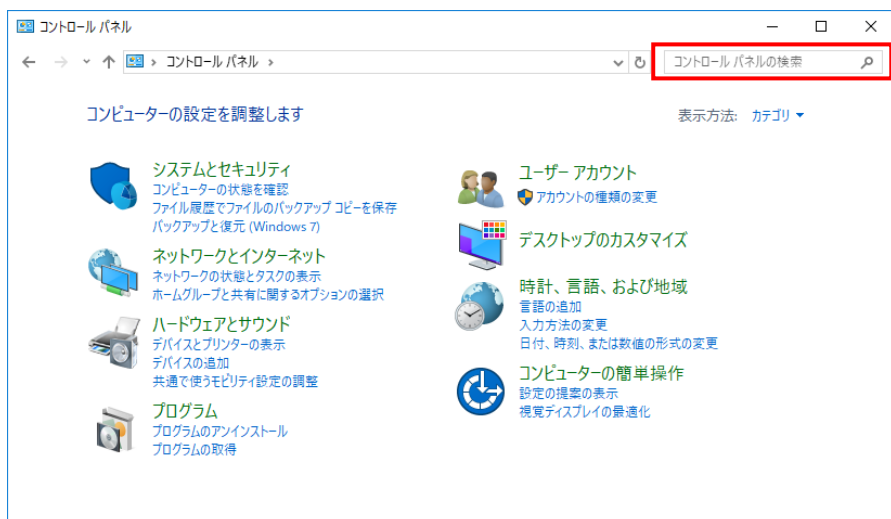 コントロール パネル
コントロール パネル
コントロール パネルの検索
コンピューターの設定を調整します
表示方法: カテゴリ
システムとセキュリティ
コンピューターの状態を確認
ファイル履歴でファイルのバックアップ コピーを保存
バックアップと復元 (Windows 7)
ネットワークとインターネット
ネットワークの状態とタスクの表示
ホームグループと共有に関するオプションの選択
ハードウェアとサウンド
デバイスとプリンターの表示
デバイスの追加
共通で使うモビリティ設定の調整
プログラム
プログラムのアンインストール
プログラムの取得
ユーザー アカウント
アカウントの種類の変更
デスクトップのカスタマイズ
時計、言語、および地域
言語の追加
入力方法の変更
日付、時刻、または数値の形式の変更
コンピューターの簡単操作
設定の提案の表示
視覚ディスプレイの最適化